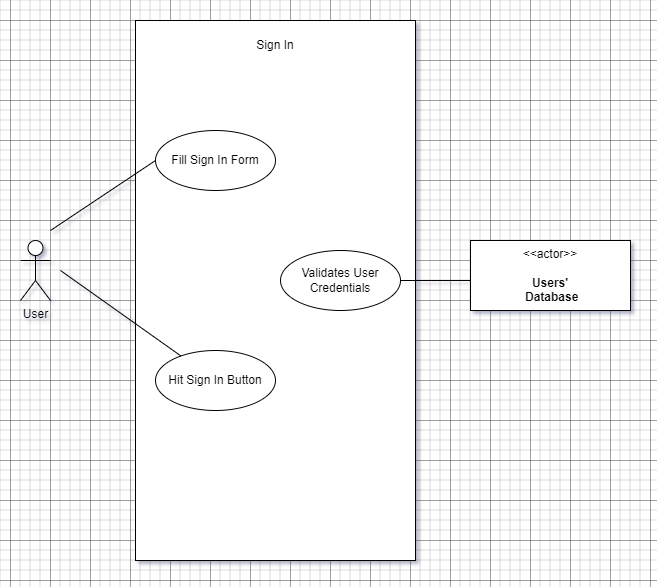 Sign In
Fill Sign In Form
User
Validates User
Credentials
<<actor>>
Users'
Database
Hit Sign In Button